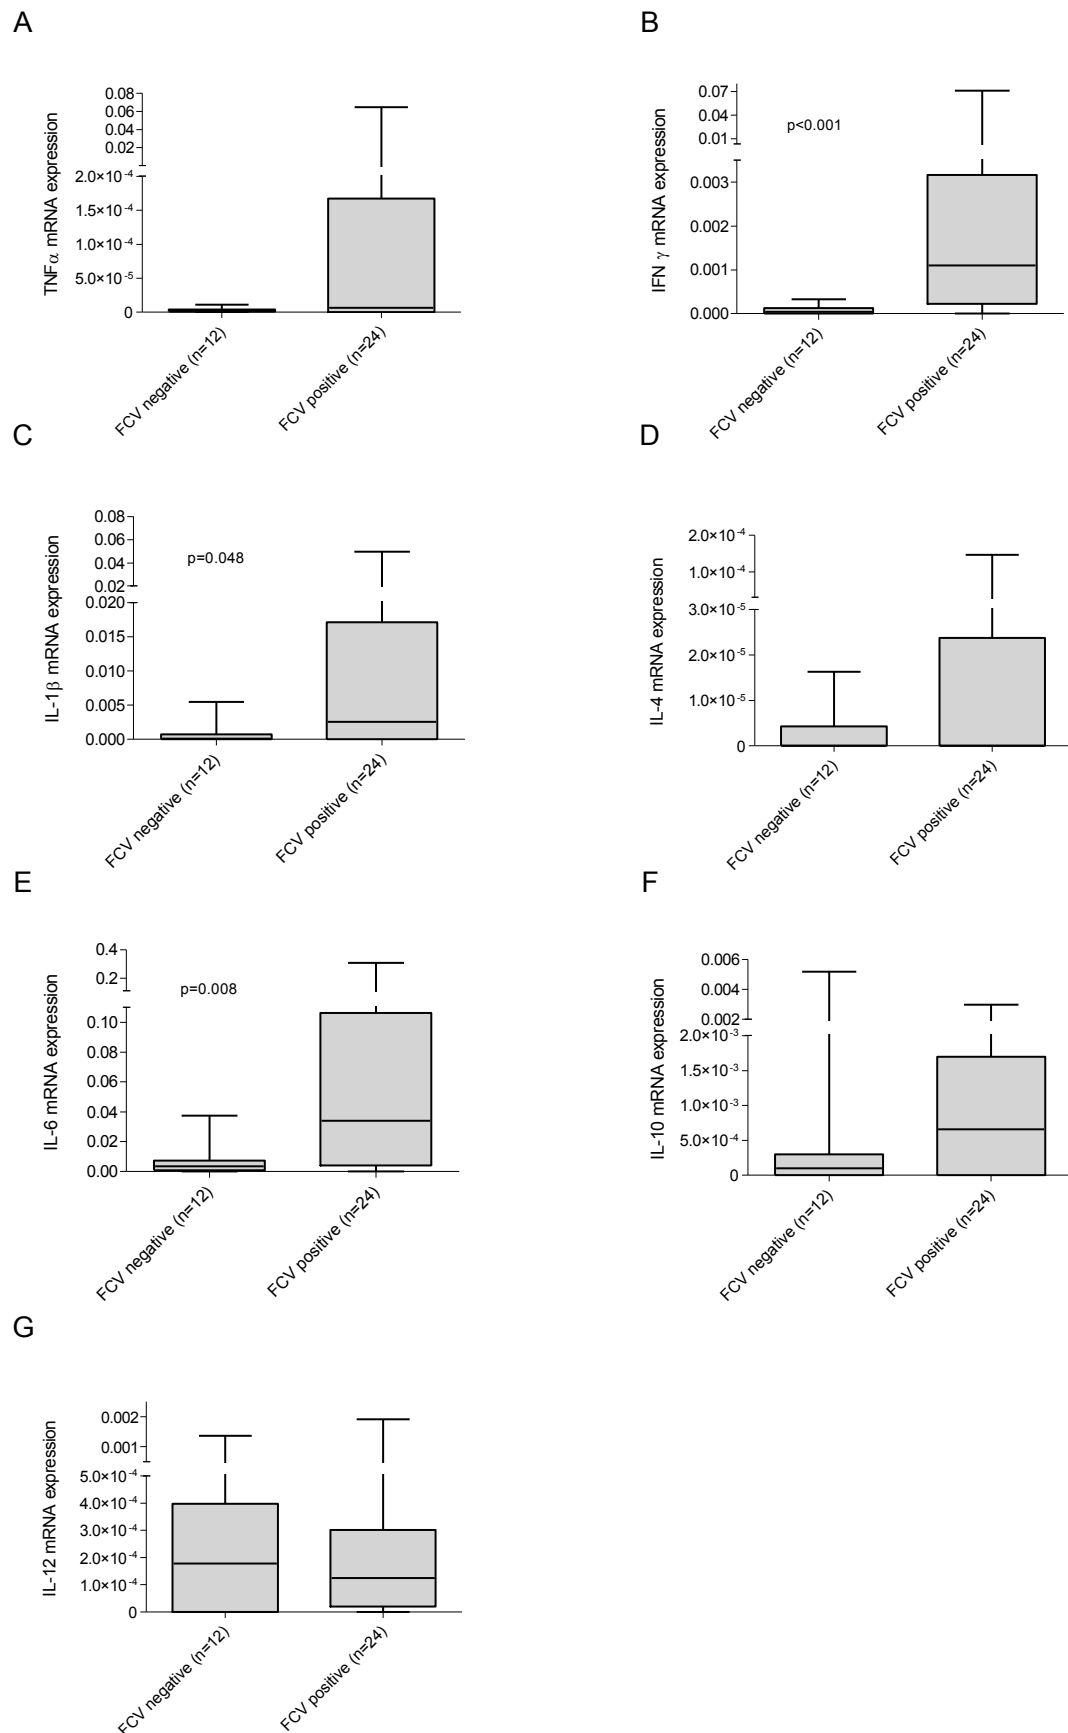 A
TNFα mRNA expression
0.08
0.06
0.04
0.02
2.0×10-4
1.5×10-4
1.0×10-4
5.0×10-5
0
FCV negative (n=12)
FCV positive (n=24)
B
IFN γ mRNA expression
0.07
0.04
0.01
0.003
0.002
0.001
0.000
p<0.001
FCV negative (n=12)
FCV positive (n=24)
C
IL-1β mRNA expression
0.08
0.06
0.04
0.02
0.020
0.015
0.010
0.005
0.000
p=0.048
FCV negative (n=12)
FCV positive (n=24)
D
IL-4 mRNA expression
2.0×10-4
1.0×10-4
3.0×10-5
2.0×10-5
1.0×10-5
0
FCV negative (n=12)
FCV positive (n=24)
E
IL-6 mRNA expression
0.4
0.2
0.10
0.08
0.06
0.04
0.02
0.00
p=0.008
FCV negative (n=12)
FCV positive (n=24)
F
IL-10 mRNA expression
0.006
0.004
0.002
2.0×10-3
1.5×10-3
1.0×10-3
5.0×10-4
0
FCV negative (n=12)
FCV positive (n=24)
G
IL-12 mRNA expression
0.002
0.001
5.0×10-4
4.0×10-4
3.0×10-4
2.0×10-4
1.0×10-4
0
FCV negative (n=12)
FCV positive (n=24)